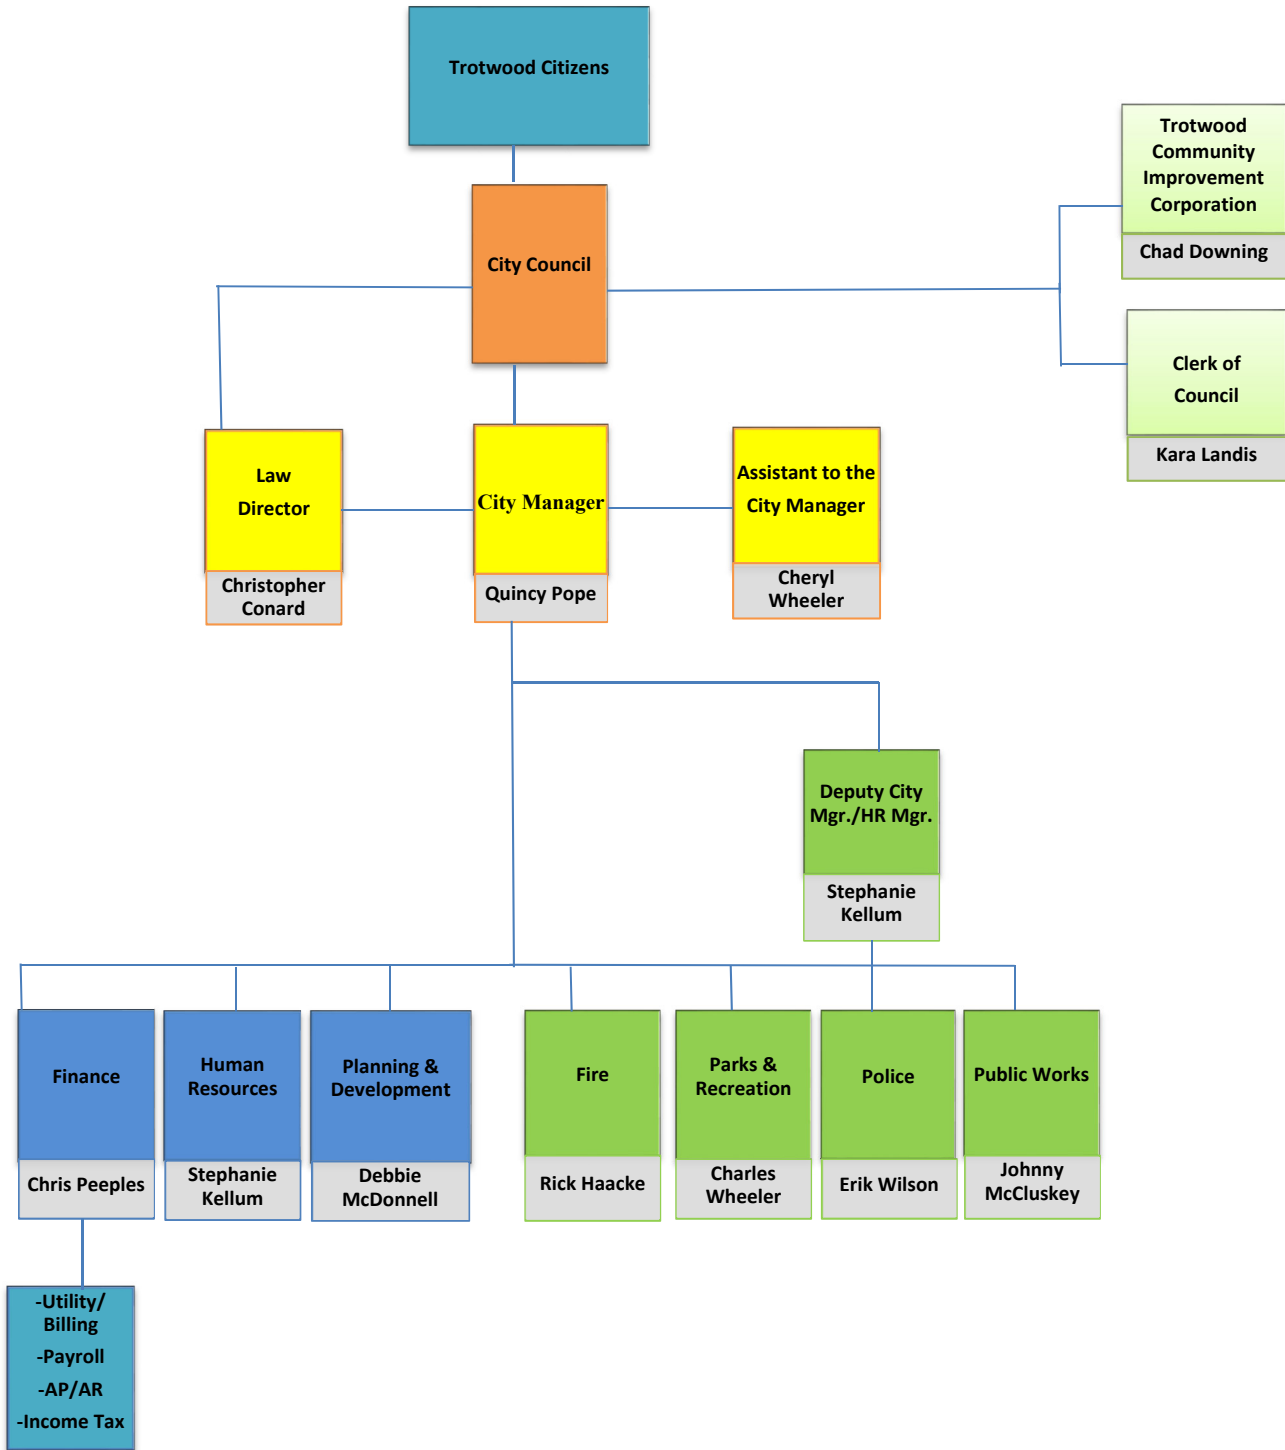 Trotwood Citizens
Trotwood
Community
Improvement
Corporation
Chad Downing
City Council
Clerk of
Council
Kara Landis
Law
Director
Christopher
Conard
City Manager
Quincy Pope
Assistant to the
City Manager
Cheryl
Wheeler
Deputy City
Mgr./HR Mgr.
Stephanie
Kellum
Finance
Chris Peeples
Human
Resources
Stephanie
Kellum
Planning &
Development
Debbie
McDonnell
Fire
Rick Haacke
Parks &
Recreation
Charles
Wheeler
Police
Erik Wilson
Public Works
Johnny
McCluskey
-Utility/
Billing
-Payroll
-AP/AR
-Income Tax